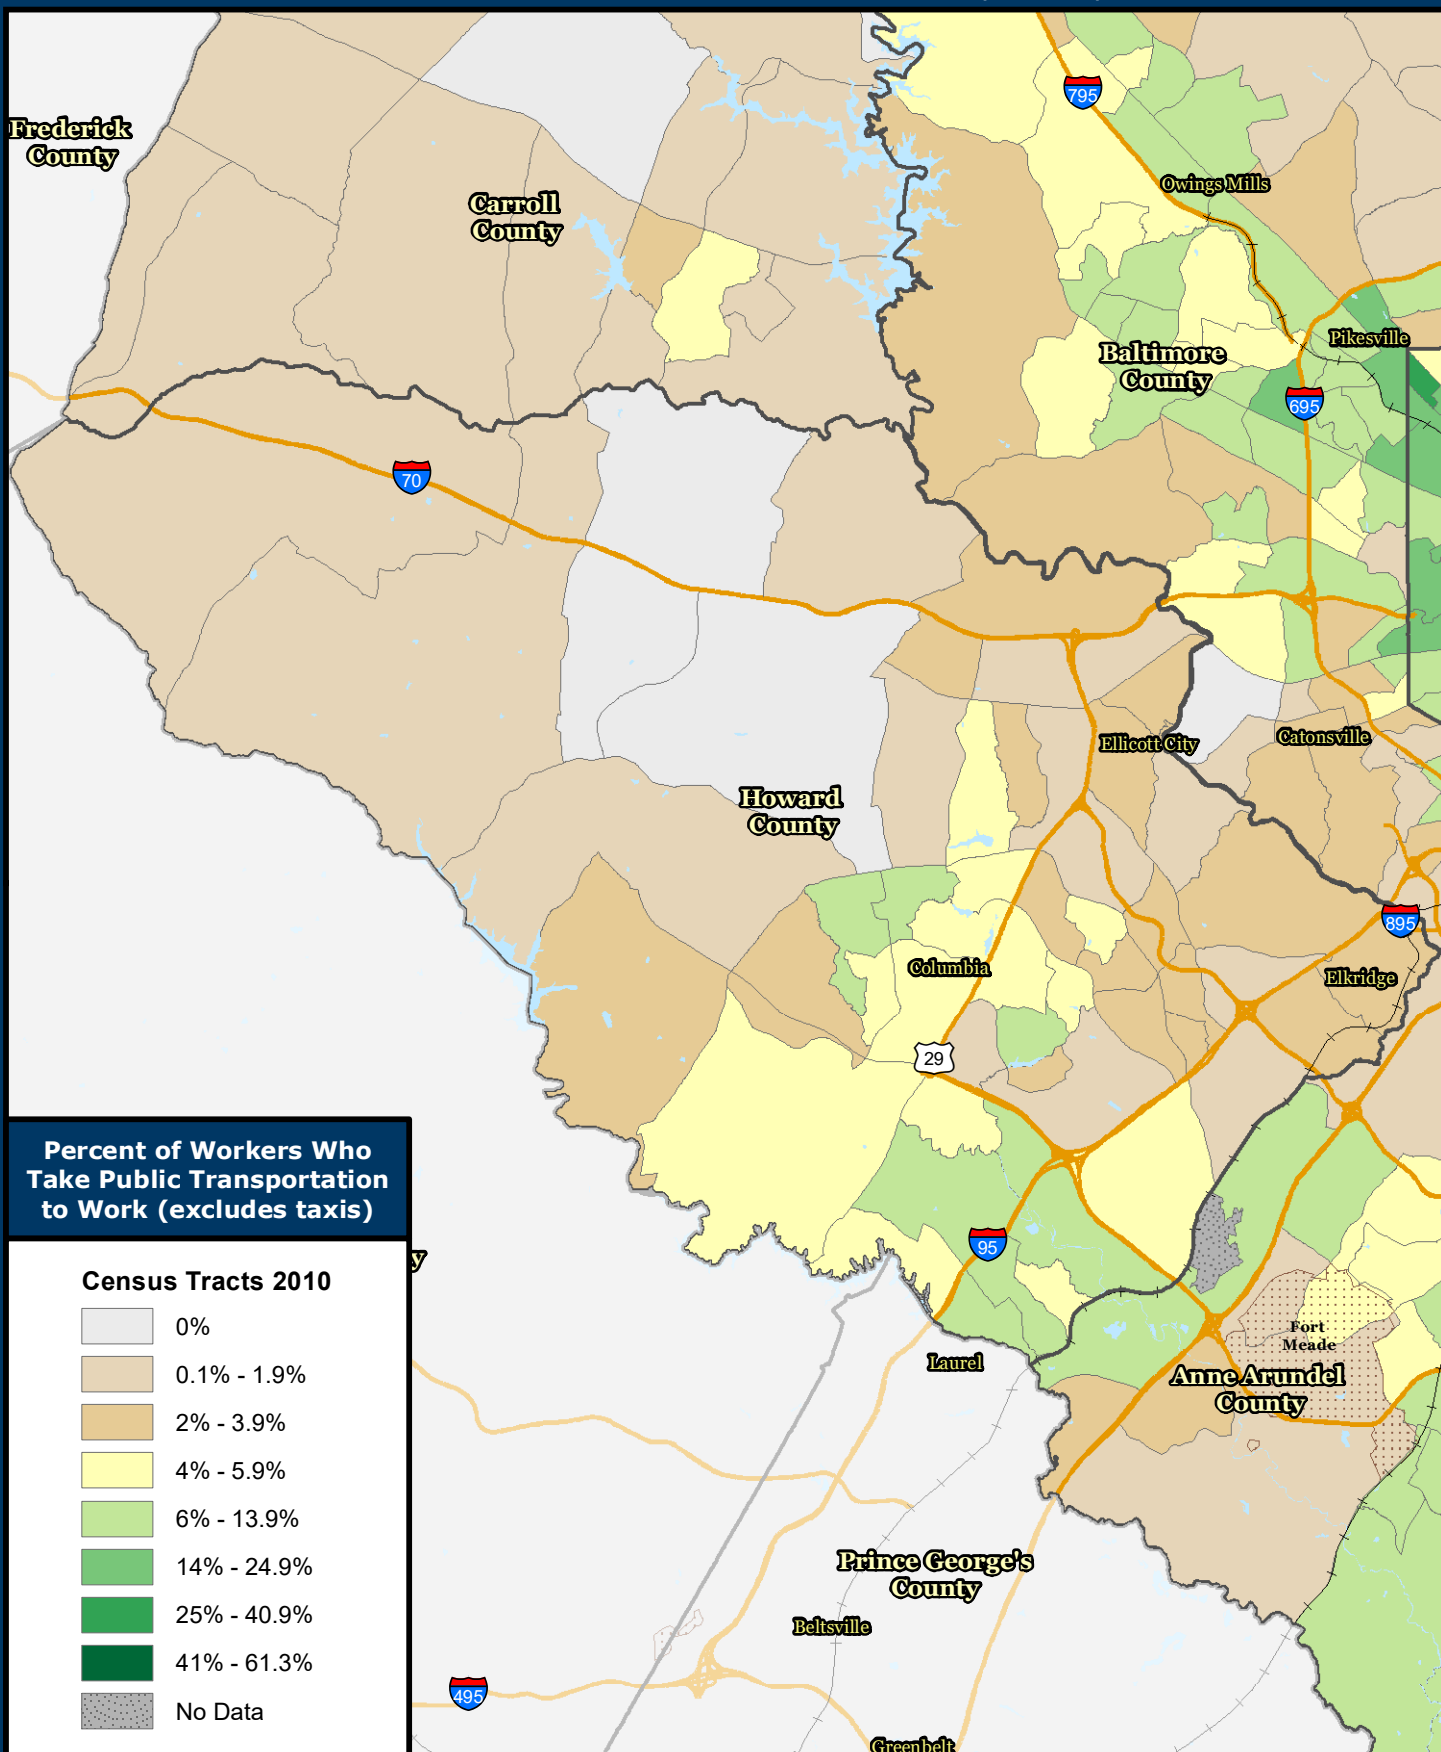 795
Frederick
County
Owings Mills
Carroll
County
Pikesville
Baltimore
County
695
70
Ellicott City
Catonsville
Howard
County
895
Columbia
Elkridge
29
Percent of Workers Who
Take Public Transportation
to Work (excludes taxis)
y
95
Census Tracts 2010
0%
0.1% - 1.9%
2% - 3.9%
4% - 5.9%
6% - 13.9%
14% - 24.9%
25% - 40.9%
41% - 61.3%
No Data
Fort
Meade
Laurel
Anne Arundel
County
Prince George's
County
Beltsville
495
Greenbelt